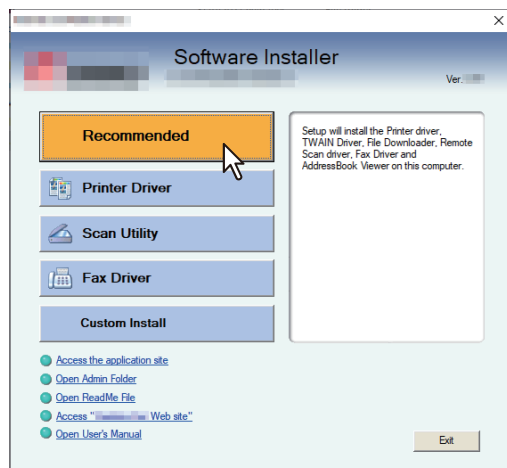 Software Installer
Ver.
Recommended
Setup will install the Printer driver,
TWAIN Driver, File Downloader, Remote
Scan driver, Fax Driver and
AddressBook Viewer on this computer.
Printer Driver
Scan Utility
Fax Driver
Custom Install
Access the application site
Open Admin Folder
Open ReadMe File
Access " Web site"
Open User's Manual
Exit